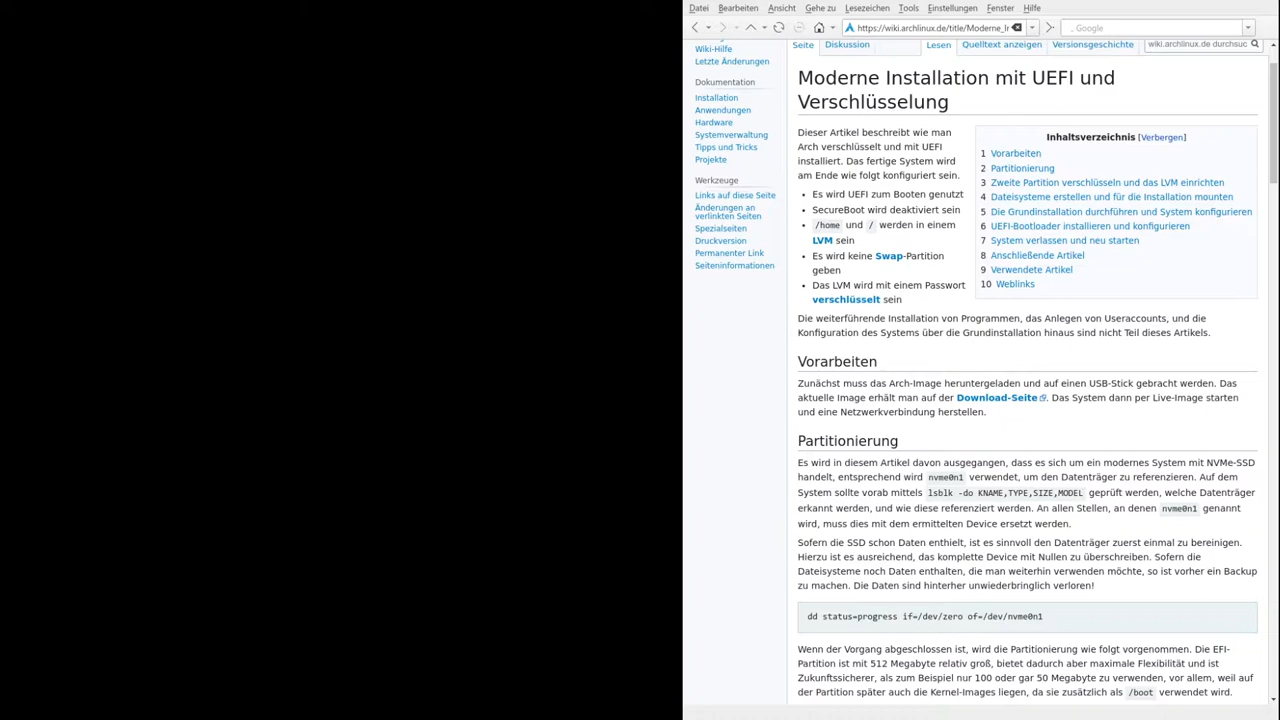 Datei Bearbeiten Ansicht Gehe zu Lesezeichen Tools Einstellungen Fenster Hilfe
https://wiki.archlinux.de/title/Moderne_I
Google
Wiki-Hilfe
Letzte Änderungen
Dokumentation
Installation
Anwendungen
Hardware
Systemverwaltung
Tipps und Tricks
Projekte
Werkzeuge
Links auf diese Seite
Änderungen an
verlinkten Seiten
Spezialseiten
Druckversion
Permanenter Link
Seiteninformationen
Seite Diskussion Lesen Quelltext anzeigen Versionsgeschichte wiki.archlinux.de durchsuc
Moderne Installation mit UEFI und
Verschlüsselung
Dieser Artikel beschreibt wie man
Arch verschlüsselt und mit UEFI
installiert. Das fertige System wird
am Ende wie folgt konfiguriert sein.
• Es wird UEFI zum Booten genutzt
• SecureBoot wird deaktiviert sein
• /home und / werden in einem
LVM sein
• Es wird keine Swap-Partition
geben
• Das LVM wird mit einem Passwort
verschlüsselt sein
Inhaltsverzeichnis [Verbergen]
1 Vorarbeiten
2 Partitionierung
3 Zweite Partition verschlüsseln und das LVM einrichten
4 Dateisysteme erstellen und für die Installation mounten
5 Die Grundinstallation durchführen und System konfigurieren
6 UEFI-Bootloader installieren und konfigurieren
7 System verlassen und neu starten
8 Anschließende Artikel
9 Verwendete Artikel
10 Weblinks
Die weiterführende Installation von Programmen, das Anlegen von Useraccounts, und die
Konfiguration des Systems über die Grundinstallation hinaus sind nicht Teil dieses Artikels.
Vorarbeiten
Zunächst muss das Arch-Image heruntergeladen und auf einen USB-Stick gebracht werden. Das
aktuelle Image erhält man auf der Download-Seite. Das System dann per Live-Image starten
und eine Netzwerkverbindung herstellen.
Partitionierung
Es wird in diesem Artikel davon ausgegangen, dass es sich um ein modernes System mit NVMe-SSD
handelt, entsprechend wird nvme0n1 verwendet, um den Datenträger zu referenzieren. Auf dem
System sollte vorab mittels lsblk -do KNAME,TYPE,SIZE,MODEL geprüft werden, welche Datenträger
erkannt werden, und wie diese referenziert werden. An allen Stellen, an denen nvme0n1 genannt
wird, muss dies mit dem ermittelten Device ersetzt werden.
Sofern die SSD schon Daten enthielt, ist es sinnvoll den Datenträger zuerst einmal zu bereinigen.
Hierzu ist es ausreichend, das komplette Device mit Nullen zu überschreiben. Sofern die
Dateisysteme noch Daten enthalten, die man weiterhin verwenden möchte, so ist vorher ein Backup
zu machen. Die Daten sind hinterher unwiederbringlich verloren!
dd status=progress if=/dev/zero of=/dev/nvme0n1
Wenn der Vorgang abgeschlossen ist, wird die Partitionierung wie folgt vorgenommen. Die EFI-
Partition ist mit 512 Megabyte relativ groß, bietet dadurch aber maximale Flexibilität und ist
Zukunftssicherer, als zum Beispiel nur 100 oder gar 50 Megabyte zu verwenden, vor allem, weil auf
der Partition später auch die Kernel-Images liegen, da sie zusätzlich als /boot verwendet wird.